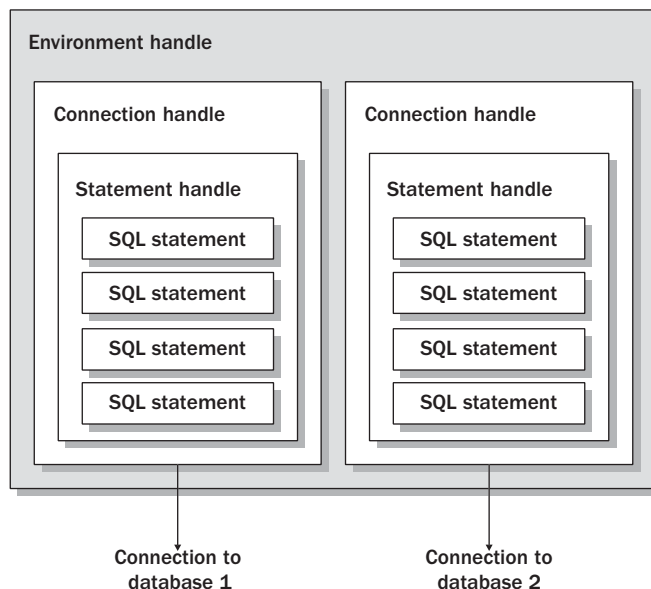 Environment handle
Connection handle
Statement handle
SQL statement
SQL statement
SQL statement
SQL statement
Connection to
database 1
Connection handle
Statement handle
SQL statement
SQL statement
SQL statement
SQL statement
Connection to
database 2